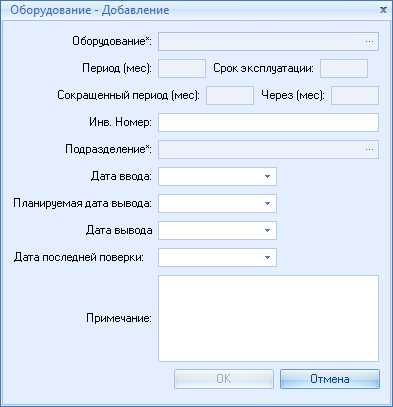 Оборудование - Добавление
Оборудование*:
Период (мес): Срок эксплуатации:
Сокращенный период (мес): Через (мес):
Инв. Номер:
Подразделение*:
Дата ввода:
Планируемая дата вывода:
Дата вывода
Дата последней поверки:
Примечание:
OK Отмена